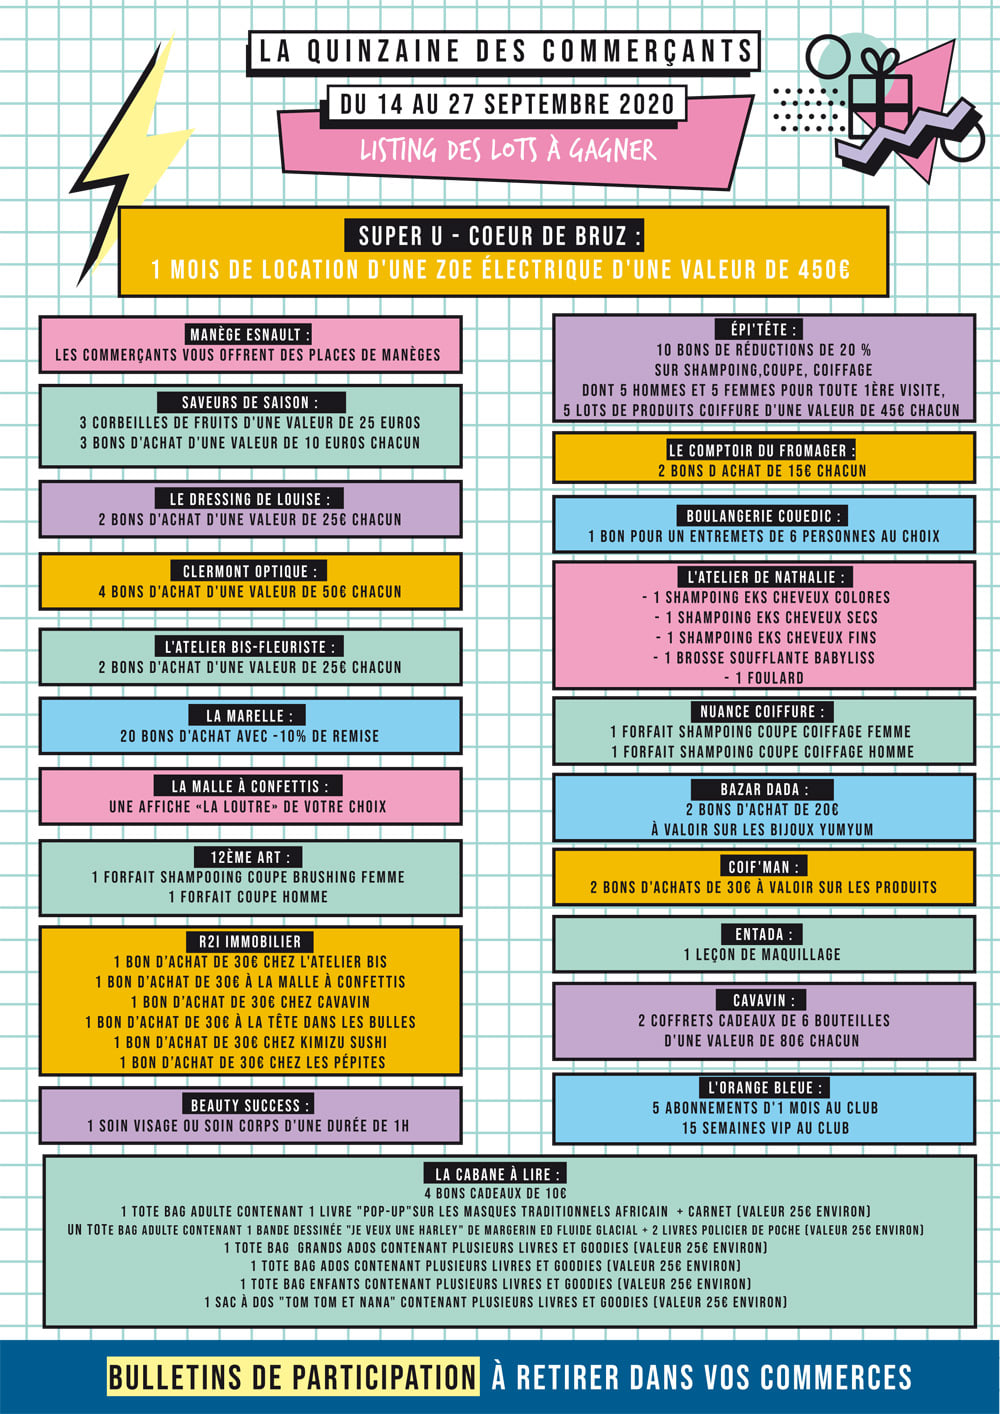 LA QUINZAINE DES COMMERÇANTS
DU 14 AU 27 SEPTEMBRE 2020
LISTING DES LOTS À GAGNER
SUPER U - COEUR DE BRUZ :
1 MOIS DE LOCATION D'UNE ZOE ÉLECTRIQUE D'UNE VALEUR DE 450€
MANÈGE ESNAULT :
LES COMMERÇANTS VOUS OFFRENT DES PLACES DE MANÈGES
SAVEURS DE SAISON :
3 CORBEILLES DE FRUITS D'UNE VALEUR DE 25 EUROS
3 BONS D'ACHAT D'UNE VALEUR DE 10 EUROS CHACUN
LE DRESSING DE LOUISE :
2 BONS D'ACHAT D'UNE VALEUR DE 25€ CHACUN
CLERMONT OPTIQUE :
4 BONS D'ACHAT D'UNE VALEUR DE 50€ CHACUN
L'ATELIER BIS-FLEURISTE :
2 BONS D'ACHAT D'UNE VALEUR DE 25€ CHACUN
LA MARELLE :
20 BONS D'ACHAT AVEC -10% DE REMISE
LA MALLE À CONFETTIS :
UNE AFFICHE «LA LOUTRE» DE VOTRE CHOIX
12ÈME ART :
1 FORFAIT SHAMPOOING COUPE BRUSHING FEMME
1 FORFAIT COUPE HOMME
R2I IMMOBILIER
1 BON D'ACHAT DE 30€ CHEZ L'ATELIER BIS
1 BON D'ACHAT DE 30€ À LA MALLE À CONFETTIS
1 BON D'ACHAT DE 30€ CHEZ CAVAVIN
1 BON D'ACHAT DE 30€ À LA TÊTE DANS LES BULLES
1 BON D'ACHAT DE 30€ CHEZ KIMIZU SUSHI
1 BON D'ACHAT DE 30€ CHEZ LES PÉPITES
BEAUTY SUCCESS :
1 SOIN VISAGE OU SOIN CORPS D'UNE DURÉE DE 1H
ÉPI'TÊTE :
10 BONS DE RÉDUCTIONS DE 20 %
SUR SHAMPOING,COUPE, COIFFAGE
DONT 5 HOMMES ET 5 FEMMES POUR TOUTE 1ÈRE VISITE,
5 LOTS DE PRODUITS COIFFURE D'UNE VALEUR DE 45€ CHACUN
LE COMPTOIR DU FROMAGER :
2 BONS D ACHAT DE 15€ CHACUN
BOULANGERIE COUEDIC :
1 BON POUR UN ENTREMETS DE 6 PERSONNES AU CHOIX
L'ATELIER DE NATHALIE :
- 1 SHAMPOING EKS CHEVEUX COLORES
- 1 SHAMPOING EKS CHEVEUX SECS
- 1 SHAMPOING EKS CHEVEUX FINS
- 1 BROSSE SOUFFLANTE BABYLISS
- 1 FOULARD
NUANCE COIFFURE :
1 FORFAIT SHAMPOING COUPE COIFFAGE FEMME
1 FORFAIT SHAMPOING COUPE COIFFAGE HOMME
BAZAR DADA :
2 BONS D'ACHAT DE 20€
À VALOIR SUR LES BIJOUX YUMYUM
COIF'MAN :
2 BONS D'ACHATS DE 30€ À VALOIR SUR LES PRODUITS
ENTADA :
1 LEÇON DE MAQUILLAGE
CAVAVIN :
2 COFFRETS CADEAUX DE 6 BOUTEILLES
D'UNE VALEUR DE 80€ CHACUN
L'ORANGE BLEUE :
5 ABONNEMENTS D'1 MOIS AU CLUB
15 SEMAINES VIP AU CLUB
LA CABANE À LIRE :
4 BONS CADEAUX DE 10€
1 TOTE BAG ADULTE CONTENANT 1 LIVRE "POP-UP"SUR LES MASQUES TRADITIONNELS AFRICAIN + CARNET (VALEUR 25€ ENVIRON)
UN TOTE BAG ADULTE CONTENANT 1 BANDE DESSINÉE "JE VEUX UNE HARLEY" DE MARGERIN ED FLUIDE GLACIAL + 2 LIVRES POLICIER DE POCHE (VALEUR 25€ ENVIRON)
1 TOTE BAG GRANDS ADOS CONTENANT PLUSIEURS LIVRES ET GOODIES (VALEUR 25€ ENVIRON)
1 TOTE BAG ADOS CONTENANT PLUSIEURS LIVRES ET GOODIES (VALEUR 25€ ENVIRON)
1 TOTE BAG ENFANTS CONTENANT PLUSIEURS LIVRES ET GOODIES (VALEUR 25€ ENVIRON)
1 SAC À DOS "TOM TOM ET NANA" CONTENANT PLUSIEURS LIVRES ET GOODIES (VALEUR 25€ ENVIRON)
BULLETINS DE PARTICIPATION À RETIRER DANS VOS COMMERCES